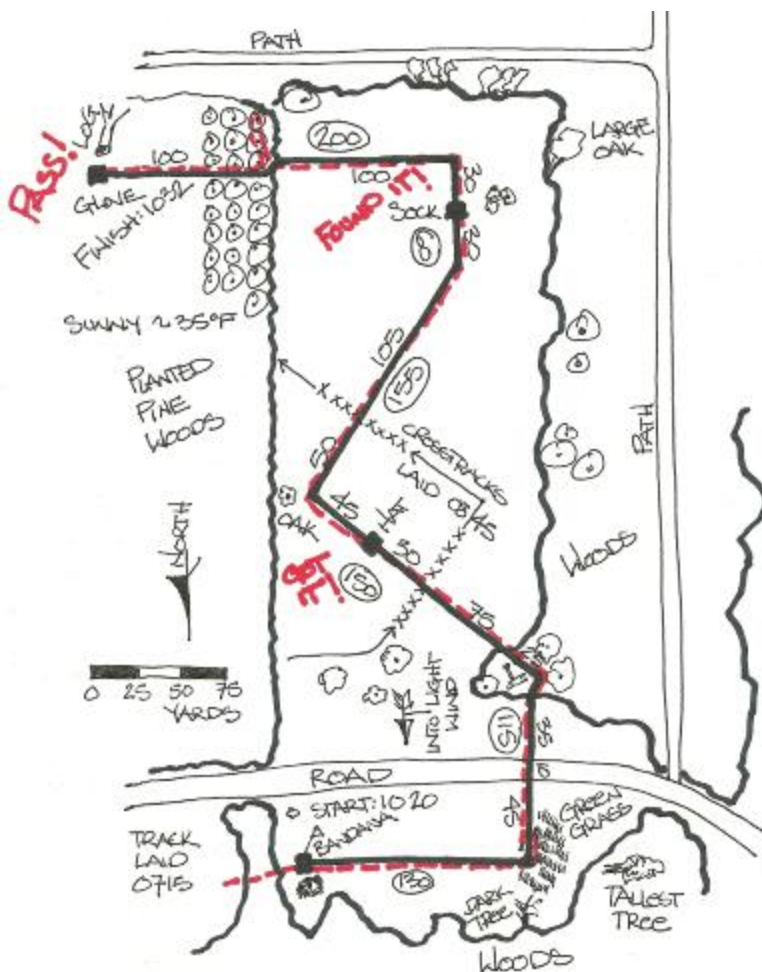 PATH
LOST
PASS!
100
200
100
LARGE
OAK
GLOVE
FINISH: 1032
FOUND IT!
SOCK
SUNNY ~ 35°F
105
155
PLANTED
PINE
WOODS
PATH
CROSSTRACKS
LAID 0845
50
OAK
45
HAT
30
GOT
IT!
150
WOODS
75
NORTH
0 25 50 75
YARDS
INTO LIGHT
WIND
115
ROAD
START: 1020
A
BANDANA
45
GREEN
GRASS
TRACK
LAID
0715
130
DARK
TREE
TALLEST
TREE
WOODS